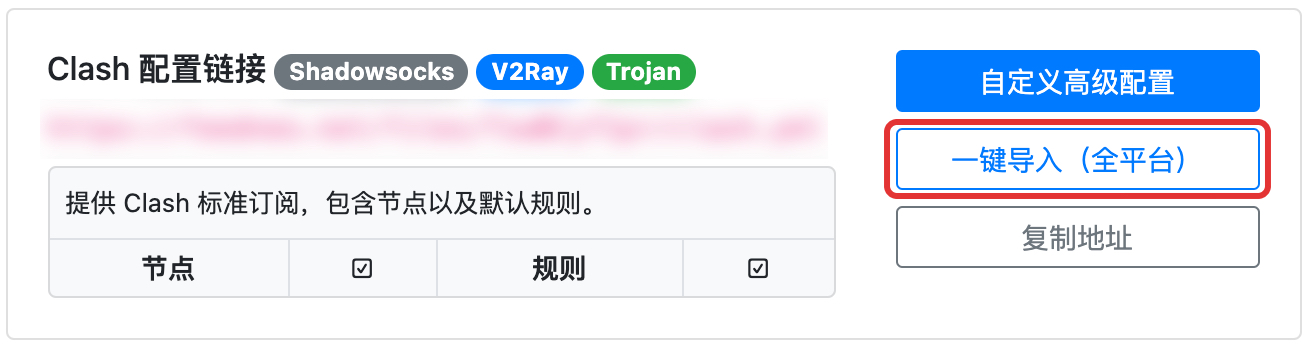 Clash 配置链接 Shadowsocks V2Ray Trojan
提供 Clash 标准订阅，包含节点以及默认规则。
节点 ☑ 规则 ☑
自定义高级配置
一键导入（全平台）
复制地址